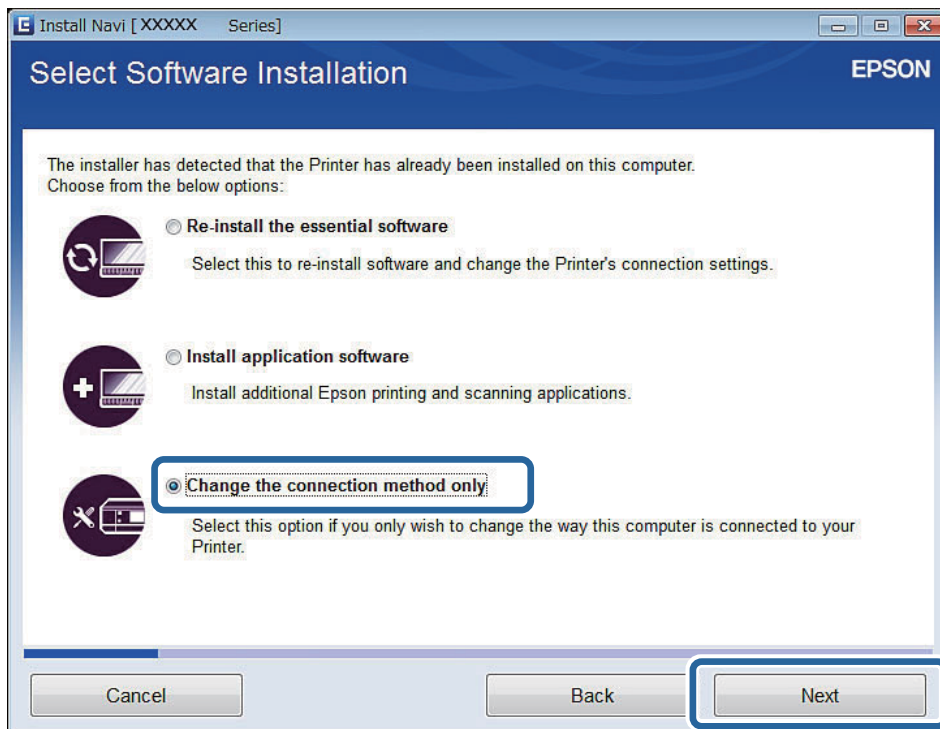 Install Navi [ XXXXX Series]
Select Software Installation
EPSON
The installer has detected that the Printer has already been installed on this computer.
Choose from the below options:
Re-install the essential software
Select this to re-install software and change the Printer's connection settings.
Install application software
Install additional Epson printing and scanning applications.
Change the connection method only
Select this option if you only wish to change the way this computer is connected to your
Printer.
Cancel
Back
Next